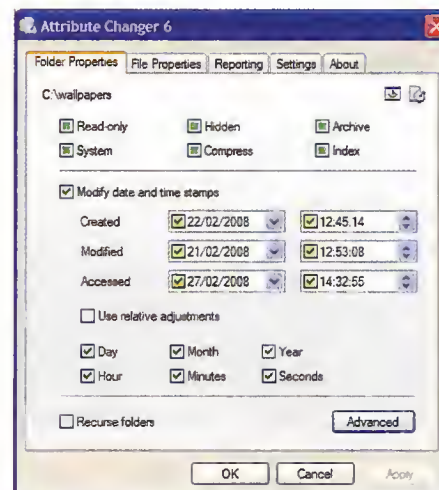 Attribute Changer 6
Folder Properties File Properties Reporting Settings About
C:\wallpapers
Read-only Hidden Archive
System Compress Index
Modify date and time stamps
Created 22/02/2008 12:45.14
Modified 21/02/2008 12:53:08
Accessed 27/02/2008 14:32:55
Use relative adjustments
Day Month Year
Hour Minutes Seconds
Recurse folders Advanced
OK Cancel Apply